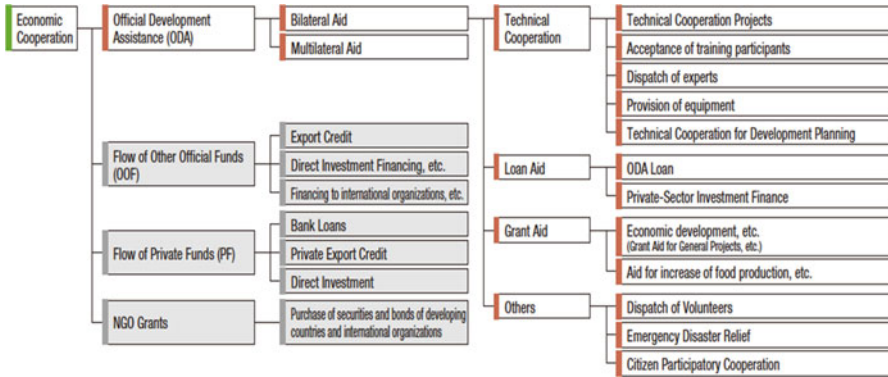 Economic
Cooperation
Official Development
Assistance (ODA)
Bilateral Aid
Multilateral Aid
Flow of Other Official Funds
(OOF)
Export Credit
Direct Investment Financing, etc.
Financing to international organizations, etc.
Flow of Private Funds (PF)
Bank Loans
Private Export Credit
Direct Investment
NGO Grants
Purchase of securities and bonds of developing
countries and international organizations
Technical
Cooperation
Technical Cooperation Projects
Acceptance of training participants
Dispatch of experts
Provision of equipment
Technical Cooperation for Development Planning
Loan Aid
ODA Loan
Private-Sector Investment Finance
Grant Aid
Economic development, etc.
(Grant Aid for General Projects, etc.)
Aid for increase of food production, etc.
Others
Dispatch of Volunteers
Emergency Disaster Relief
Citizen Participatory Cooperation